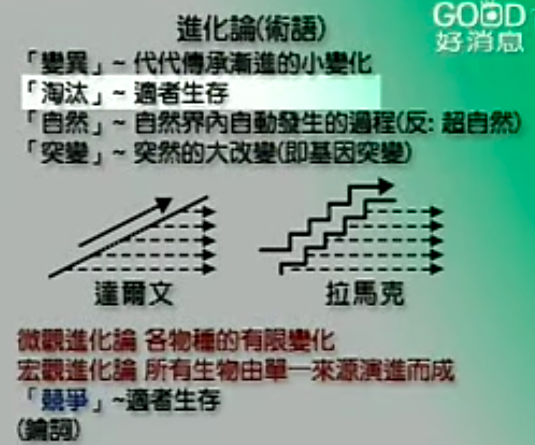 GOOD
好消息
進化論(術語)
「變異」~ 代代傳承漸進的小變化
「淘汰」~ 適者生存
「自然」~ 自然界內自動發生的過程(反: 超自然)
「突變」~ 突然的大改變(即基因突變)
達爾文
拉馬克
微觀進化論 各物種的有限變化
宏觀進化論 所有生物由單一來源演進而成
「競爭」~適者生存
(鑰詞)